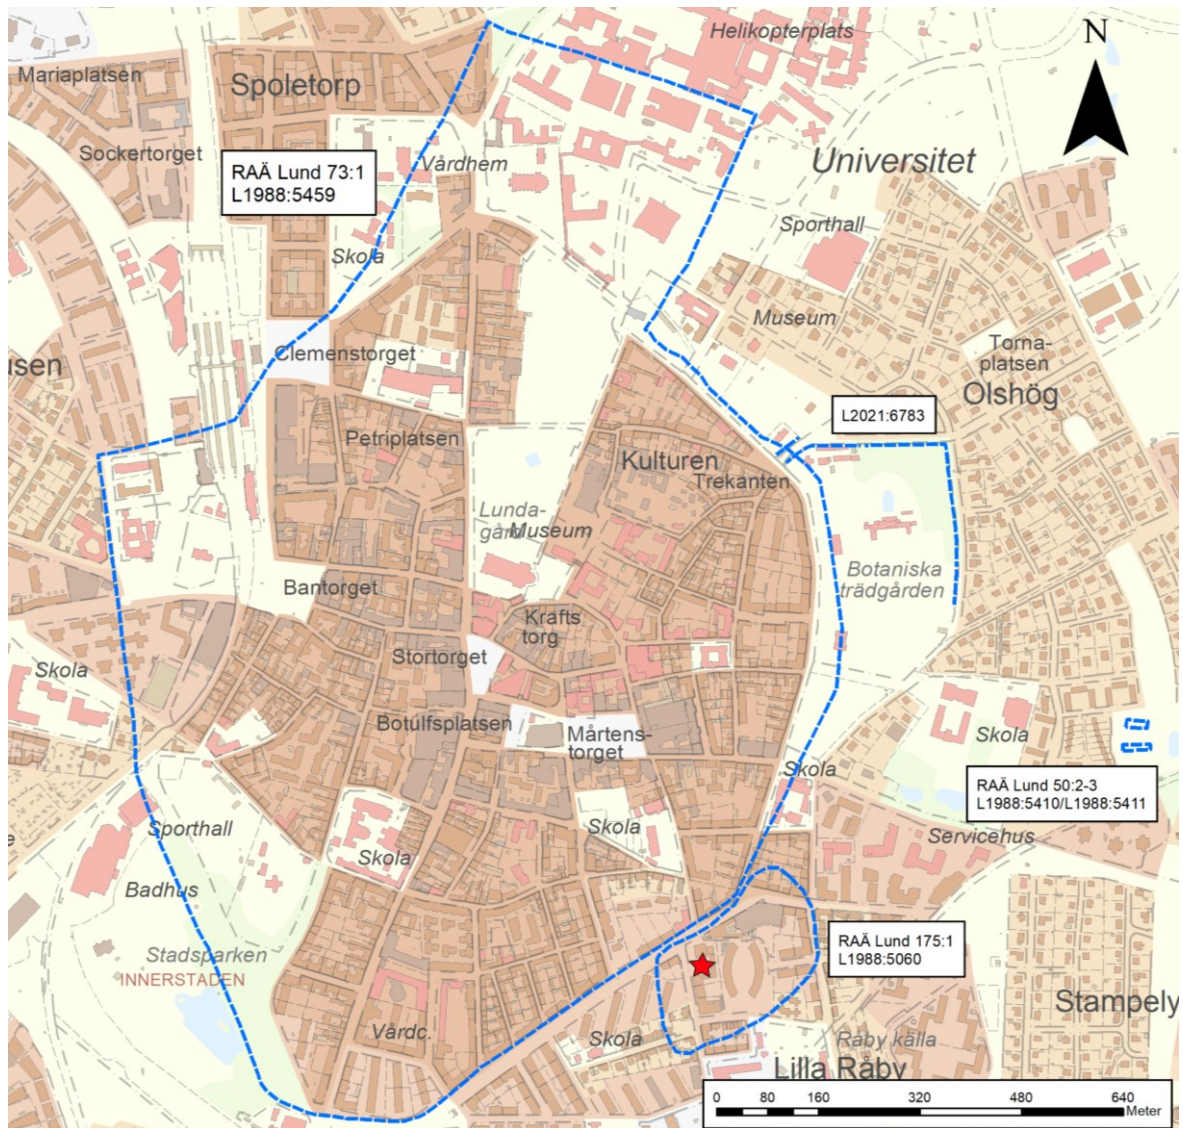 Helikopterplats
N
Mariaplatsen
Spoletorp
Sockertorget
Vårdhem
Universitet
RAÄ Lund 73:1
L1988:5459
Sporthall
Skola
Museum
Clemenstorget
Torna-
platsen
usen
Olshög
L2021:6783
Petriplatsen
Kulturen
Trekanten
Lunda-
gård
Museum
Botaniska
trädgården
Bantorget
Krafts
torg
Stortorget
Skola
Botulfsplatsen
Mårtens-
torget
Skola
Skola
RAÄ Lund 50:2-3
L1988:5410/L1988:5411
Sporthall
Skola
Servicehus
e
Skola
Badhus
Stadsparken
INNERSTADEN
RAÄ Lund 175:1
L1988:5060
Stampely
Vårdc.
Skola
Råby källa
Lilla Råby
0 80 160 320 480 640
Meter